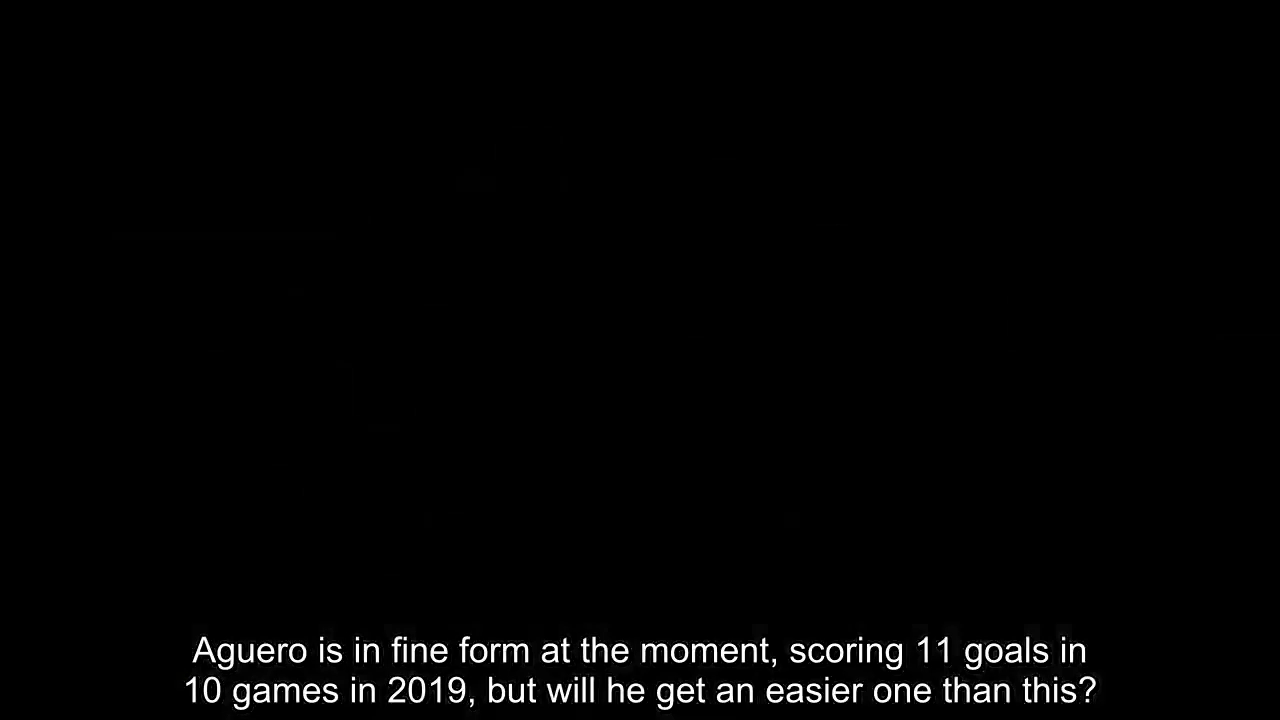 Aguero is in fine form at the moment, scoring 11 goals in
10 games in 2019, but will he get an easier one than this?